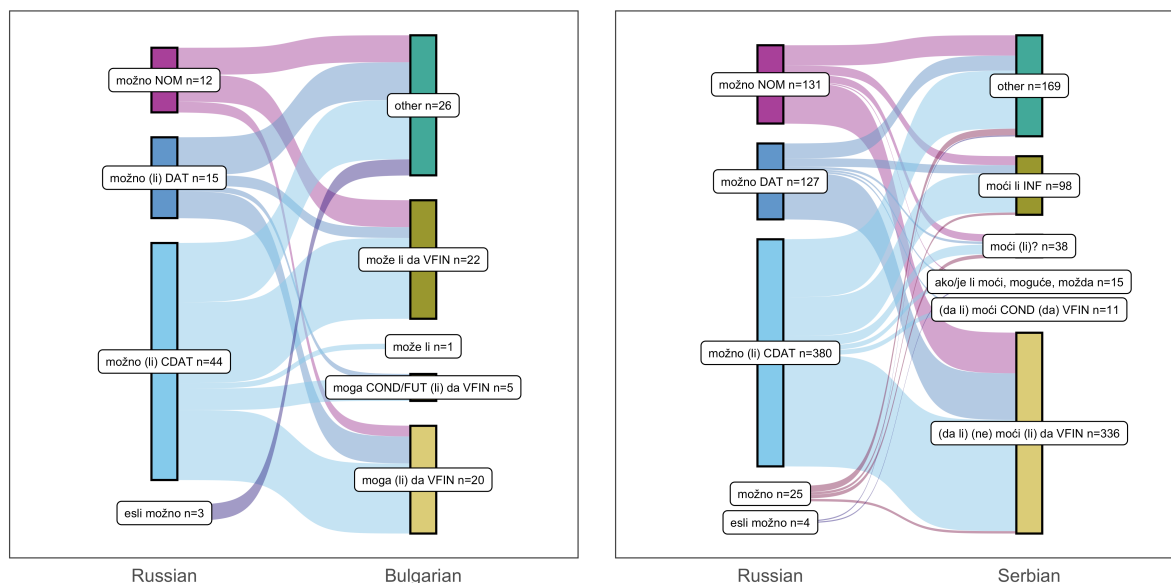 možno NOM n=12
možno (li) DAT n=15
možno (li) CDAT n=44
esli možno n=3
other n=26
može li da VFIN n=22
može li n=1
moga COND/FUT (li) da VFIN n=5
moga (li) da VFIN n=20
Russian
Bulgarian
možno NOM n=131
možno DAT n=127
možno (li) CDAT n=380
možno n=25
esli možno n=4
other n=169
moći li INF n=98
moći (li)? n=38
ako/je li moći, moguće, možda n=15
(da li) moći COND (da) VFIN n=11
(da li) (ne) moći (li) da VFIN n=336
Russian
Serbian